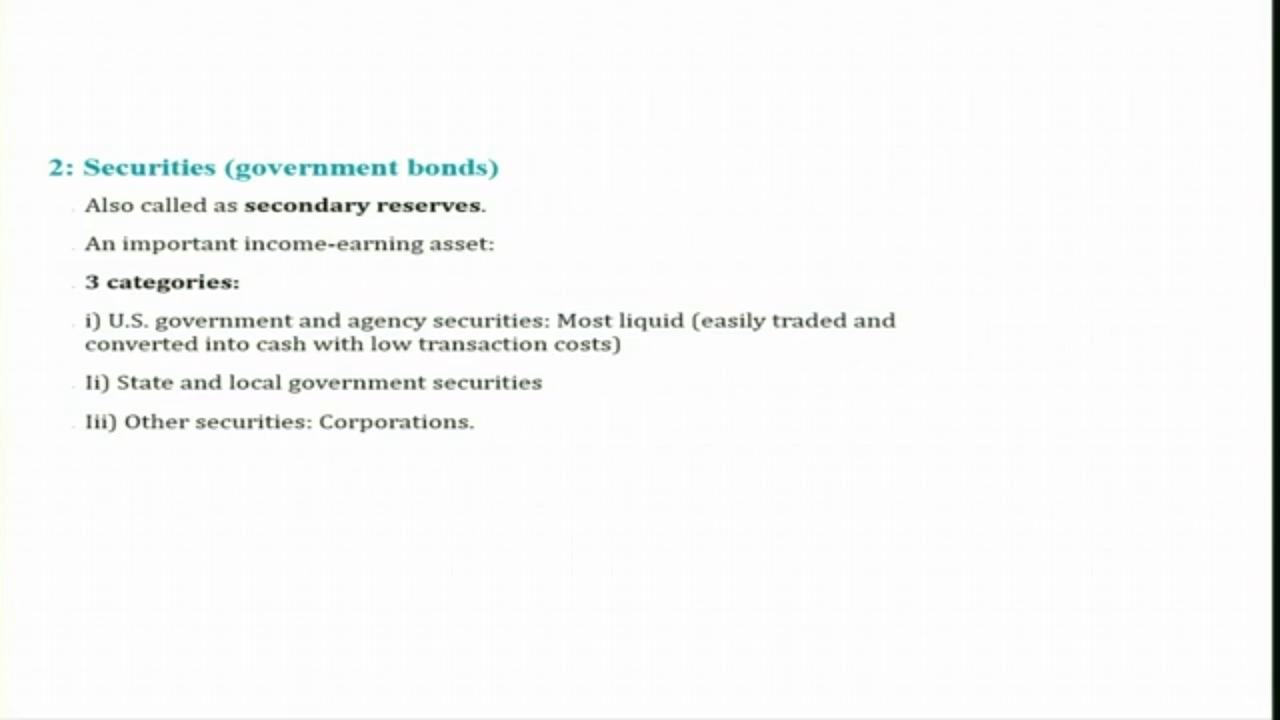 2: Securities (government bonds)
Also called as secondary reserves.
An important income-earning asset:
3 categories:
i) U.S. government and agency securities: Most liquid (easily traded and
converted into cash with low transaction costs)
Ii) State and local government securities
Iii) Other securities: Corporations.